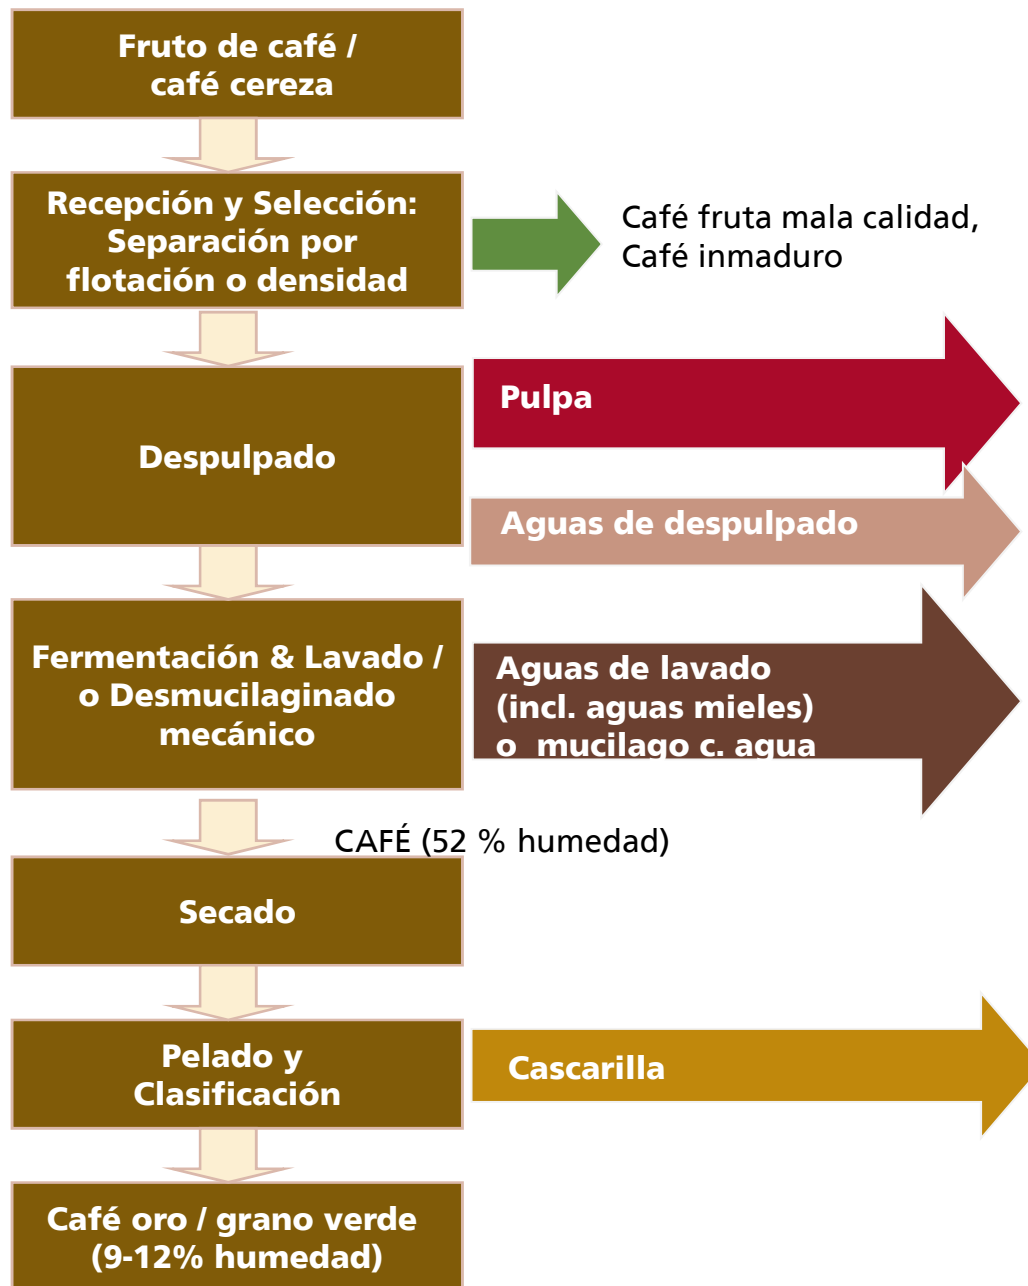 Fruto de café /
café cereza
Recepción y Selección:
Separación por
flotación o densidad
Café fruta mala calidad,
Café inmaduro
Despulpado
Pulpa
Aguas de despulpado
Fermentación & Lavado /
o Desmucilaginado
mecánico
Aguas de lavado
(incl. aguas mieles)
o mucilago c. agua
CAFÉ (52 % humedad)
Secado
Pelado y
Clasificación
Cascarilla
Café oro / grano verde
(9-12% humedad)